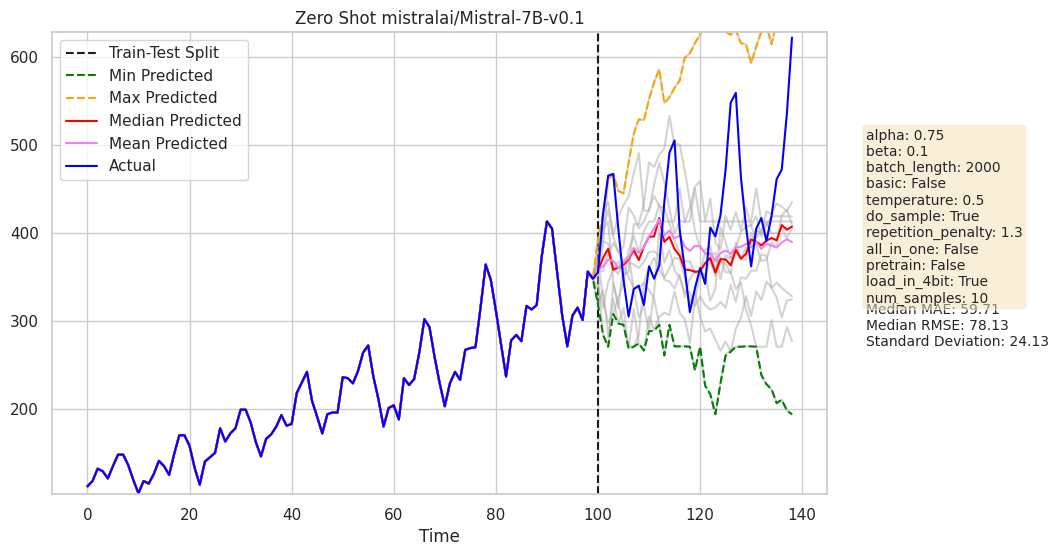 Zero Shot mistralai/Mistral-7B-v0.1
Train-Test Split
Min Predicted
Max Predicted
Median Predicted
Mean Predicted
Actual
600
500
400
300
200
0
20
40
60
80
100
120
140
Time
alpha: 0.75
beta: 0.1
batch_length: 2000
basic: False
temperature: 0.5
do_sample: True
repetition_penalty: 1.3
all_in_one: False
pretrain: False
load_in_4bit: True
num_samples: 10
Median MAE: 59.71
Median RMSE: 78.13
Standard Deviation: 24.13